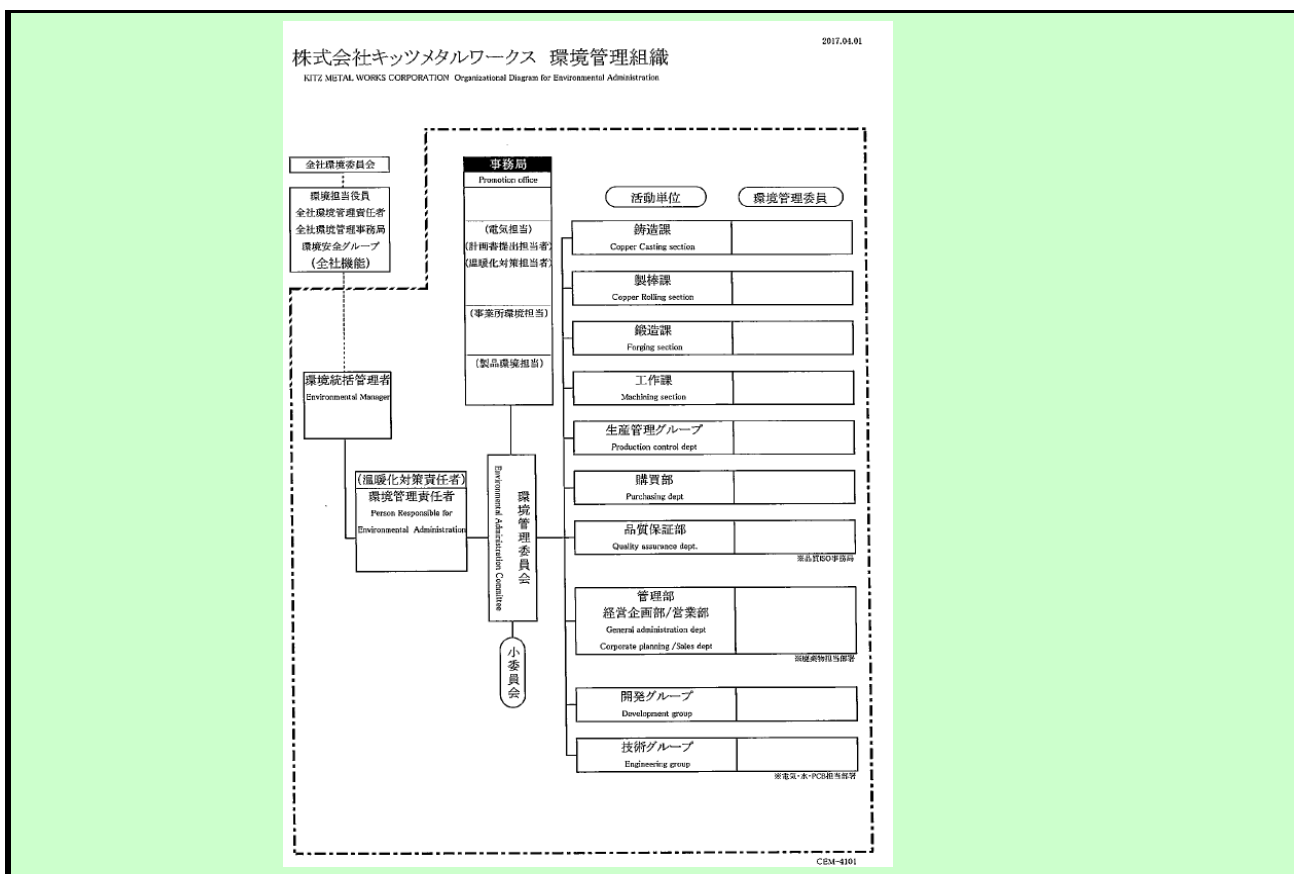 2017.04.01
株式会社キッツメタルワークス 環境管理組織
KITZ METAL WORKS CORPORATION Organizational Diagram for Environmental Administration
全社環境委員会
環境担当役員
全社環境管理責任者
全社環境管理事務局
環境安全グループ
(全社機能)
環境統括管理者
Environmental Manager
(温暖化対策責任者)
環境管理責任者
Person Responsible for
Environmental Administration
事務局
Promotion office
(電気担当)
(計画書提出担当者)
(温暖化対策担当者)
(事業所環境担当)
(製品環境担当)
環境管理委員会
Environmental Administration Committee
小委員会
活動単位
環境管理委員
鋳造課
Copper Casting section
製棒課
Copper Rolling section
鍛造課
Forging section
工作課
Machining section
生産管理グループ
Production control dept
購買部
Purchasing dept
品質保証部
Quality assurance dept.
※品質ISO事務局
管理部
経営企画部/営業部
General administration dept
Corporate planning /Sales dept
※廃棄物担当部署
開発グループ
Development group
技術グループ
Engineering group
※電気・水・PCB担当部署
CEM-4101